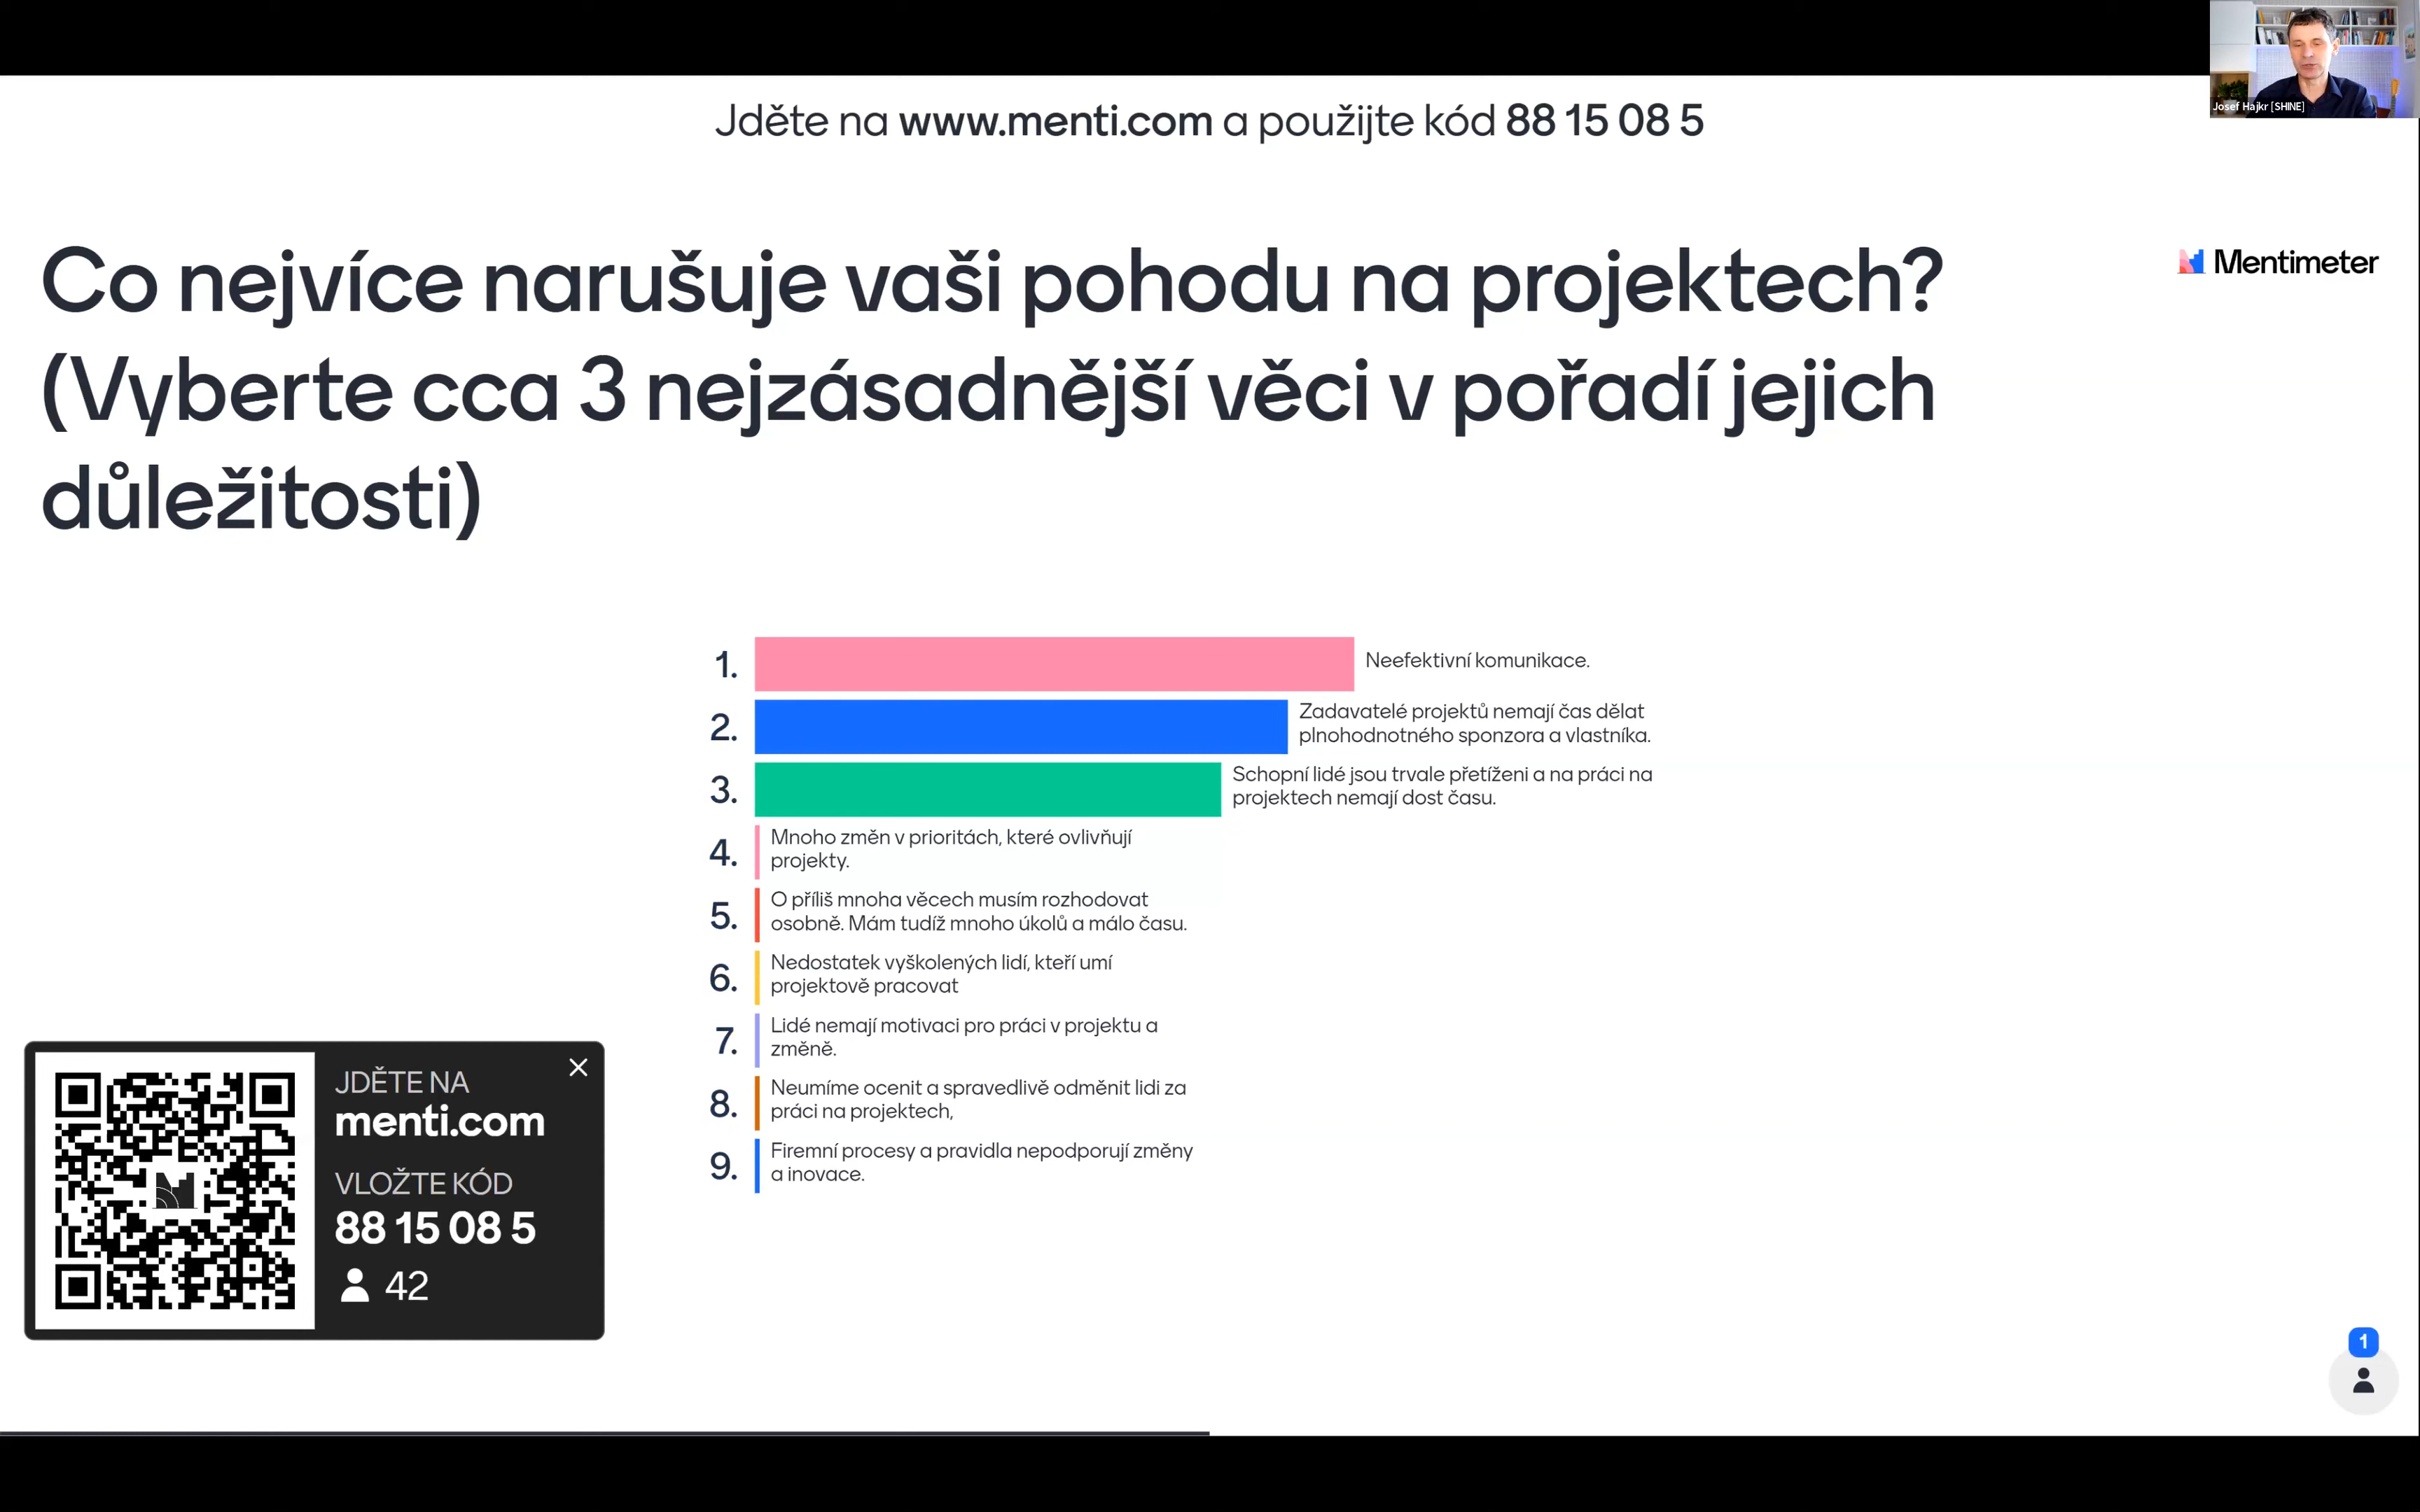 Josef Hajkr [SHINE]
Jděte na www.menti.com a použijte kód 88 15 08 5
Mentimeter
Co nejvíce narušuje vaši pohodu na projektech?
(Vyberte cca 3 nejzásadnější věci v pořadí jejich
důležitosti)
1. Neefektivní komunikace.
2. Zadavatelé projektů nemají čas dělat
plnohodnotného sponzora a vlastníka.
3. Schopní lidé jsou trvale přetíženi a na práci na
projektech nemají dost času.
4. Mnoho změn v prioritách, které ovlivňují
projekty.
5. O příliš mnoha věcech musím rozhodovat
osobně. Mám tudíž mnoho úkolů a málo času.
6. Nedostatek vyškolených lidí, kteří umí
projektově pracovat
7. Lidé nemají motivaci pro práci v projektu a
změně.
8. Neumíme ocenit a spravedlivě odměnit lidi za
práci na projektech,
9. Firemní procesy a pravidla nepodporují změny
a inovace.
JDĚTE NA
menti.com
VLOŽTE KÓD
88 15 08 5
42
1